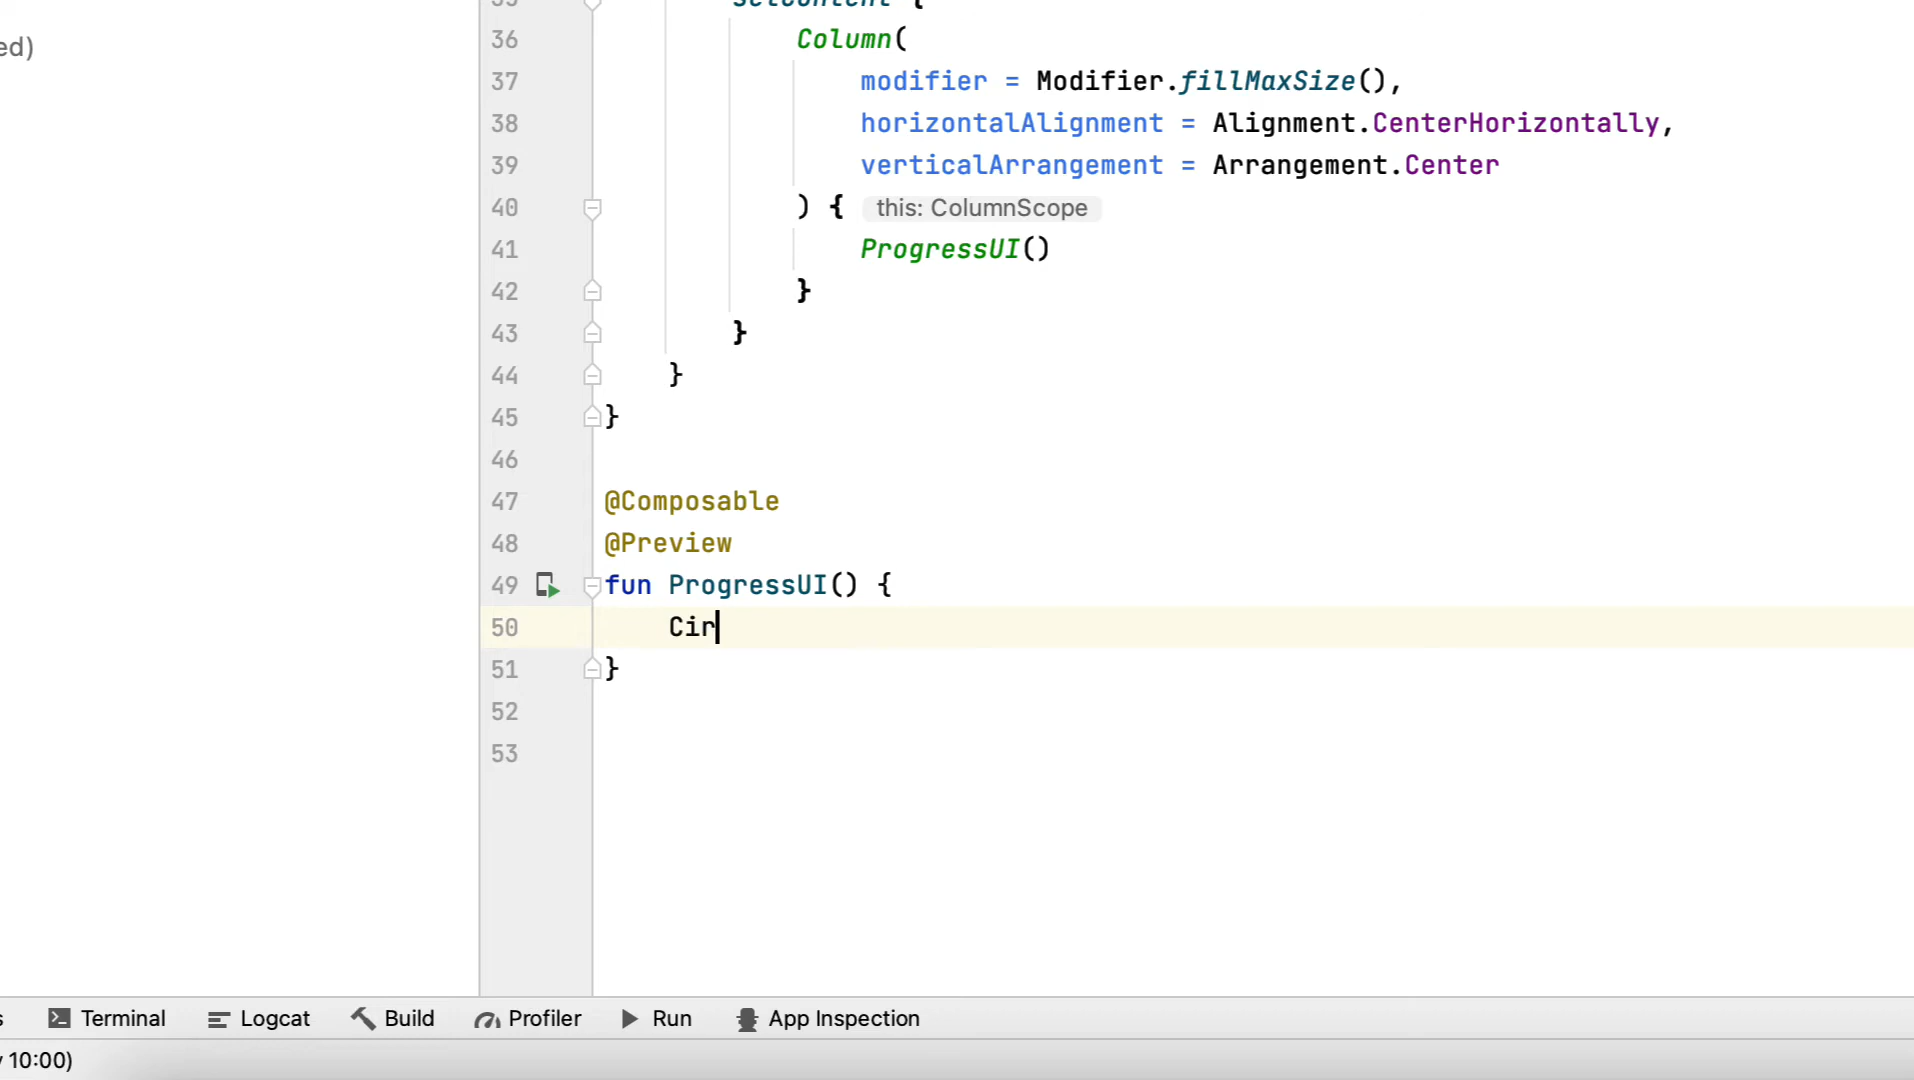 35 setContent {
ed)
36 Column(
37 modifier = Modifier.fillMaxSize(),
38 horizontalAlignment = Alignment.CenterHorizontally,
39 verticalArrangement = Arrangement.Center
40 ) { this: ColumnScope
41 ProgressUI()
42 }
43 }
44 }
45 }
46
47 @Composable
48 @Preview
49 fun ProgressUI() {
50 Cir
51 }
52
53
s Terminal Logcat Build Profiler Run App Inspection
y 10:00)